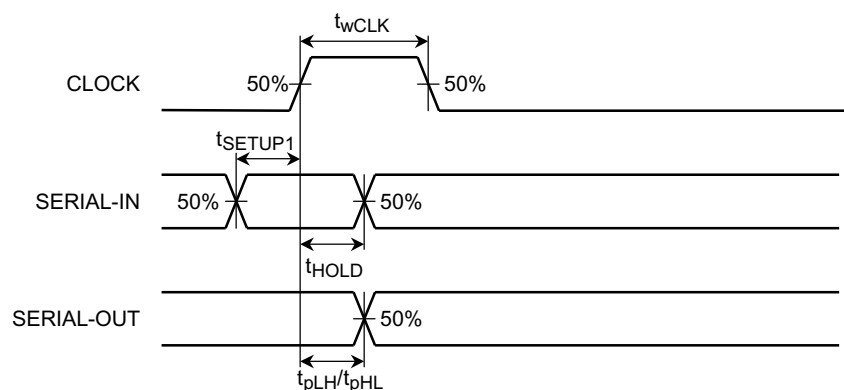 twCLK
CLOCK 50% 50%
tSETUP1
SERIAL-IN 50% 50%
tHOLD
SERIAL-OUT 50%
tpLH/tpHL